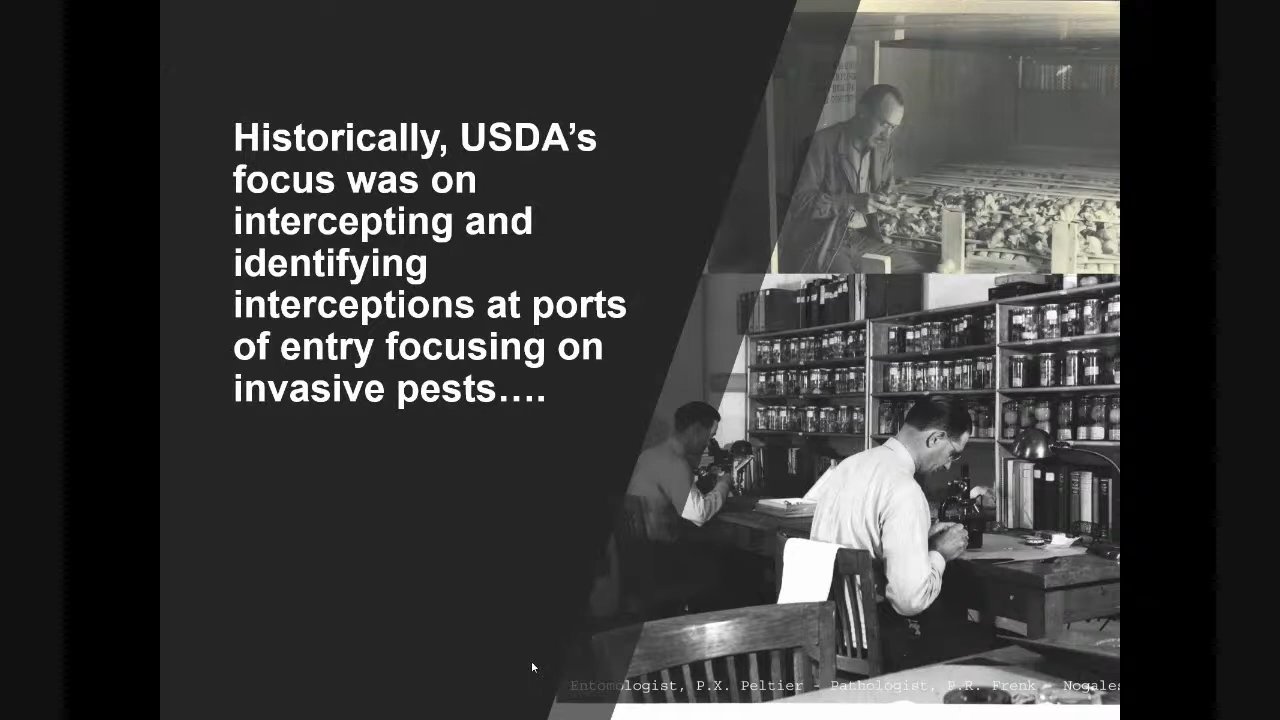 Historically, USDA’s
focus was on
intercepting and
identifying
interceptions at ports
of entry focusing on
invasive pests….
Entomologist, P.X. Peltier - Pathologist, P.R. Frenk - Nogales